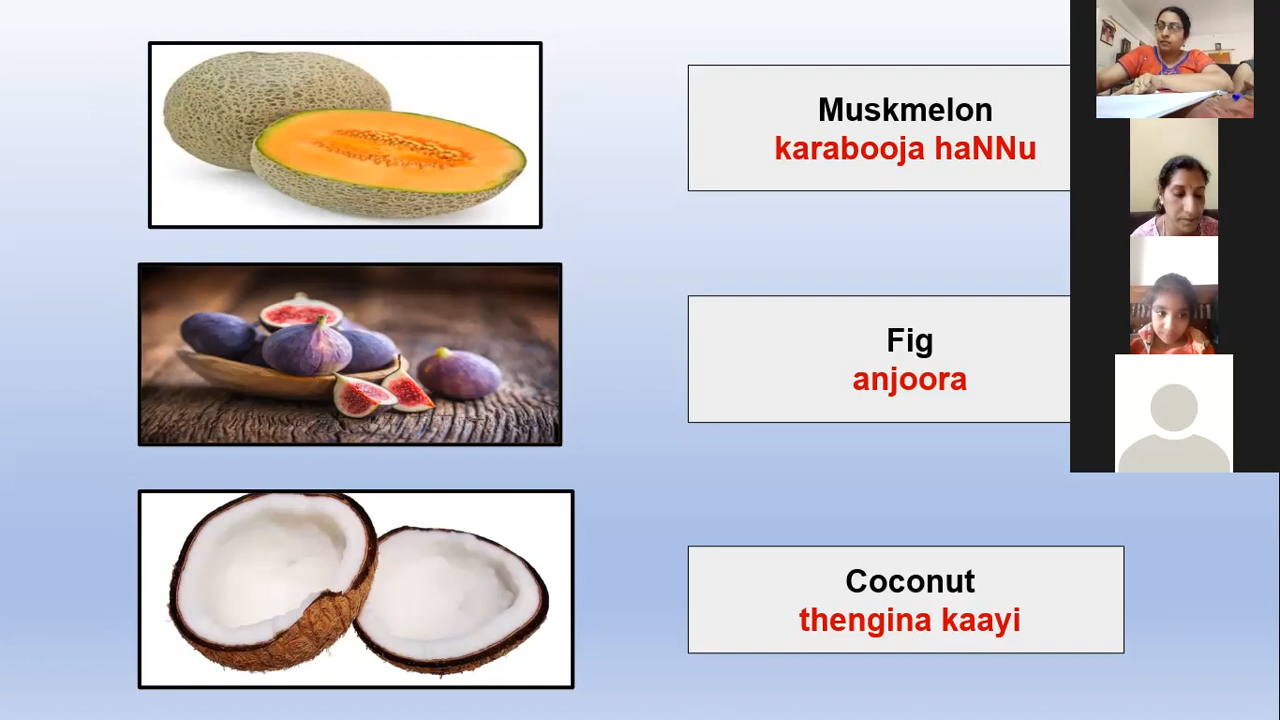 Muskmelon
karabooja haNNu
Fig
anjoora
Coconut
thengina kaayi